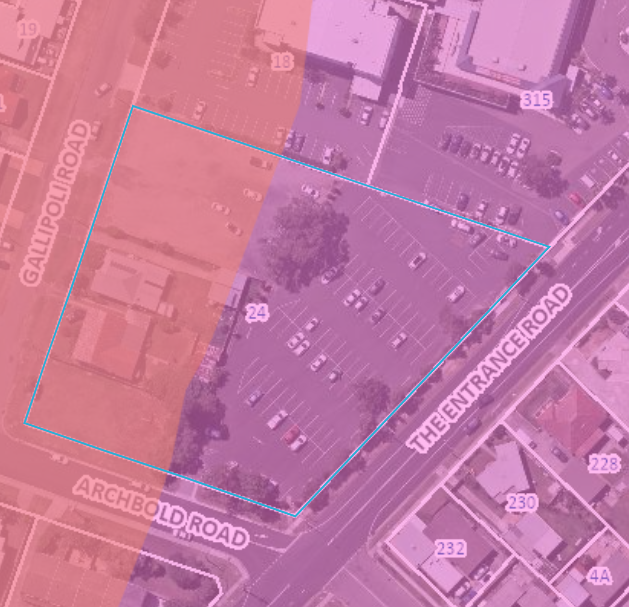 19
18
315
GALLIPOLI ROAD
24
THE ENTRANCE ROAD
ARCHBOLD ROAD
228
230
232
4A